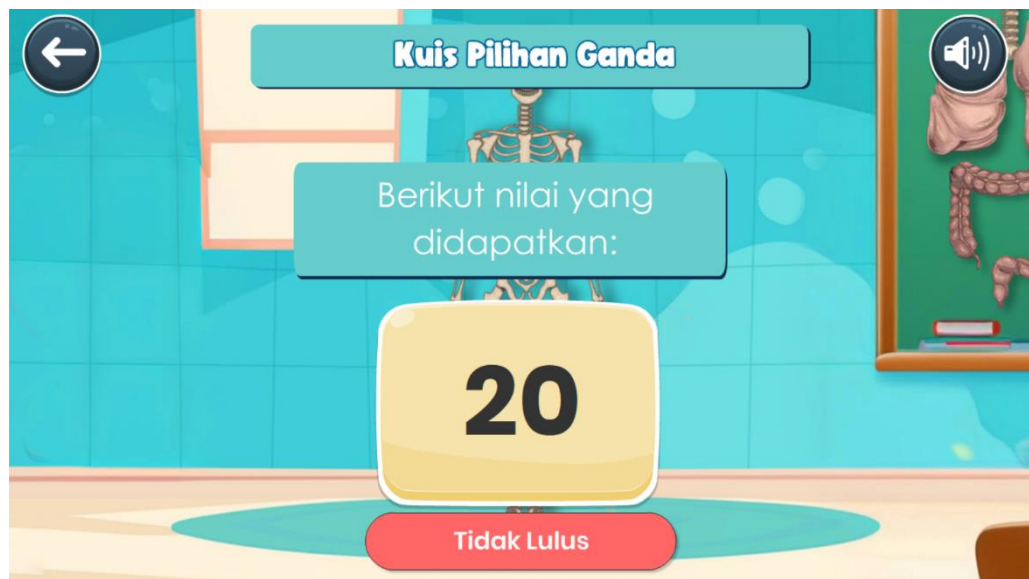 Kuis Pilihan Ganda
Berikut nilai yang
didapatkan:
20
Tidak Lulus